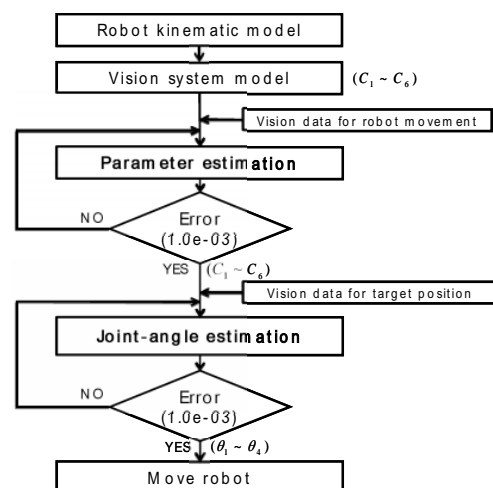 Robot kinematic model
Vision system model (C₁ ~ C₆)
Vision data for robot movement
Parameter estimation
NO
Error
(1.0e-03)
YES (C₁ ~ C₆)
Vision data for target position
Joint-angle estimation
NO
Error
(1.0e-03)
YES (θ₁ ~ θ₄)
Move robot